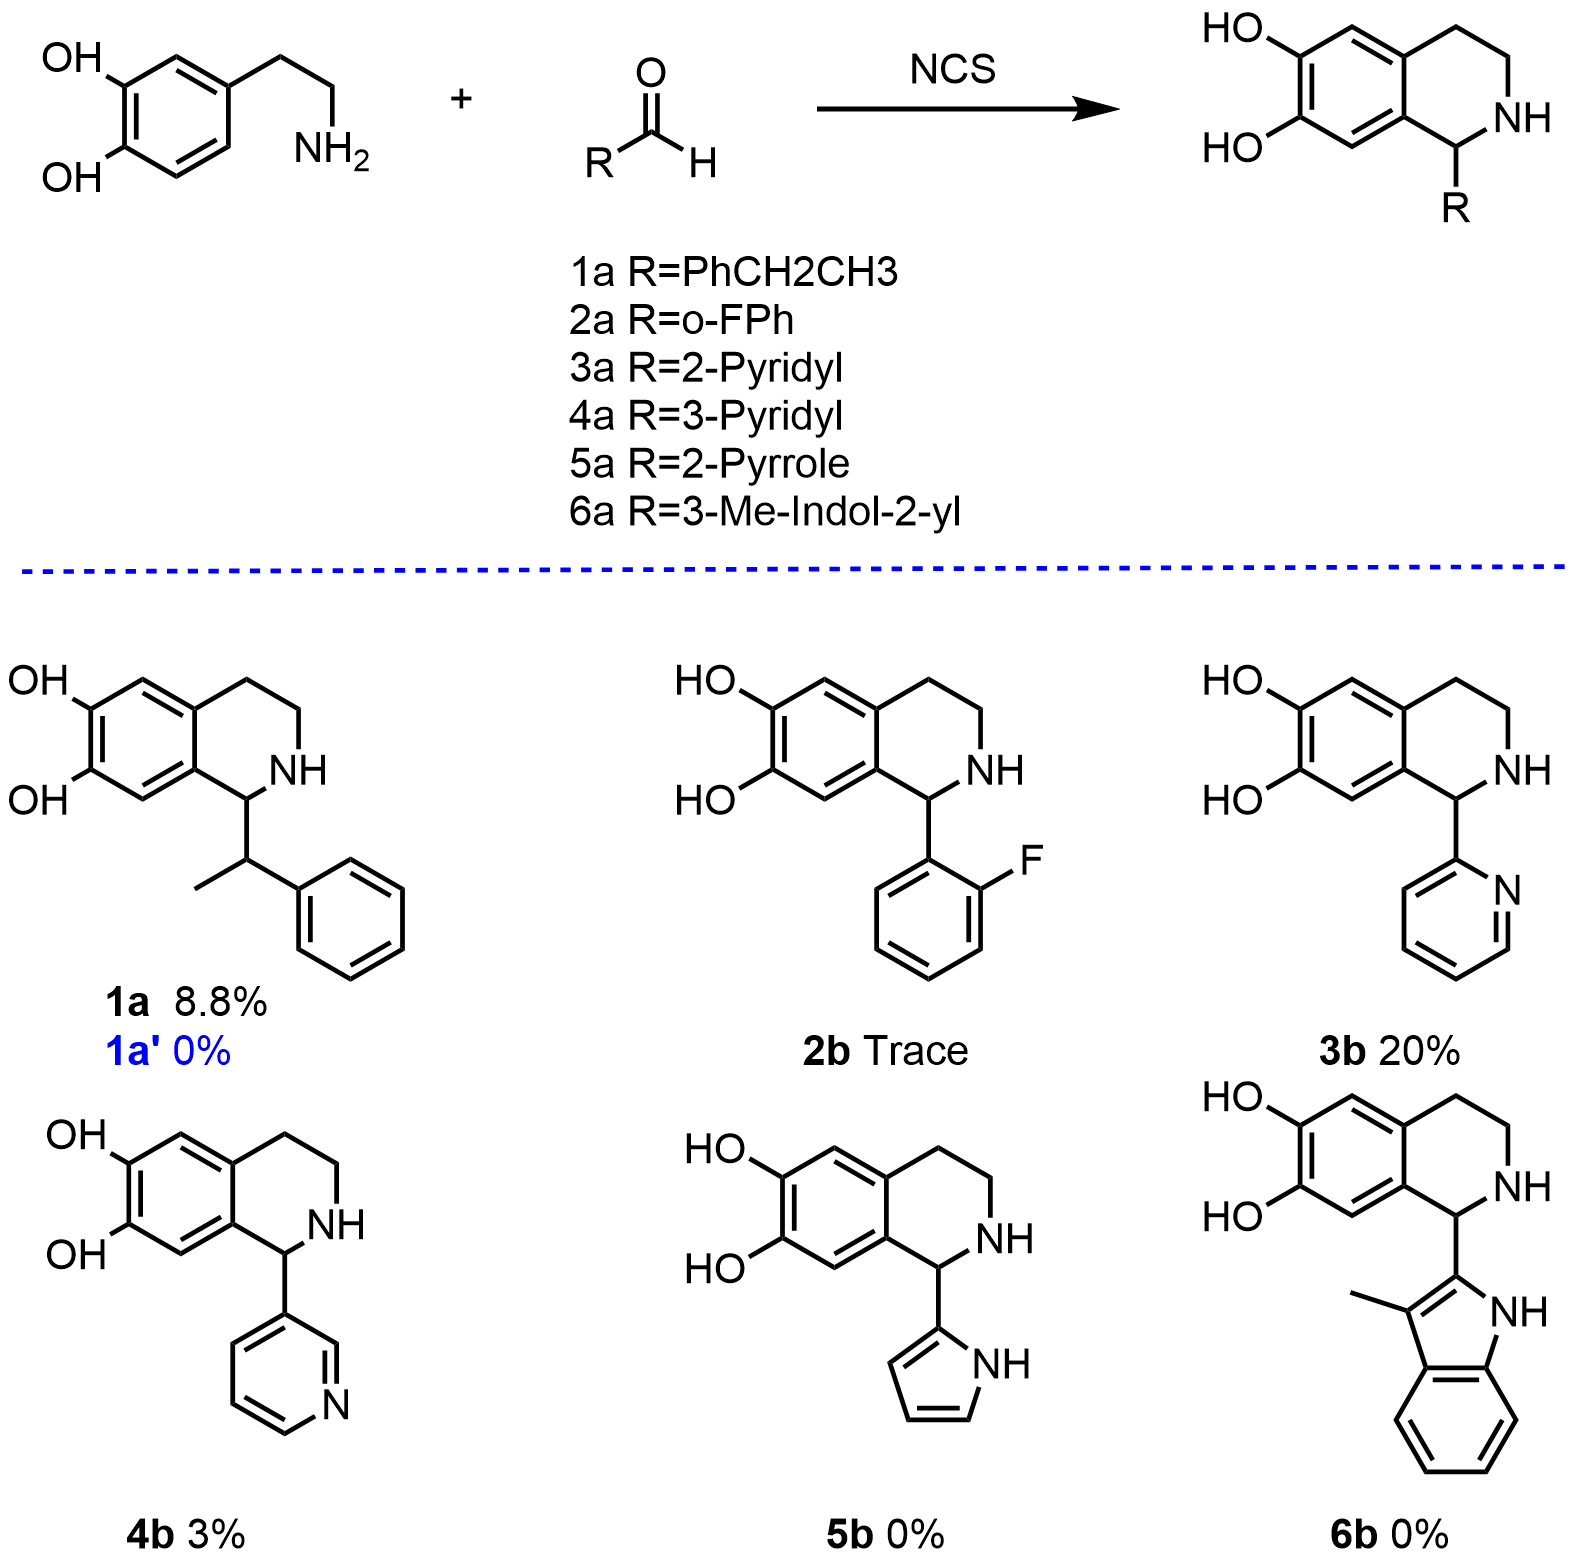 OH
OH
NH2
+
O
R
H
NCS
HO
HO
NH
R
1a R=PhCH2CH3
2a R=o-FPh
3a R=2-Pyridyl
4a R=3-Pyridyl
5a R=2-Pyrrole
6a R=3-Me-Indol-2-yl
OH
OH
NH
1a 8.8%
1a' 0%
HO
HO
NH
F
2b Trace
HO
HO
NH
N
3b 20%
OH
OH
NH
N
4b 3%
HO
HO
NH
NH
5b 0%
HO
HO
NH
NH
6b 0%